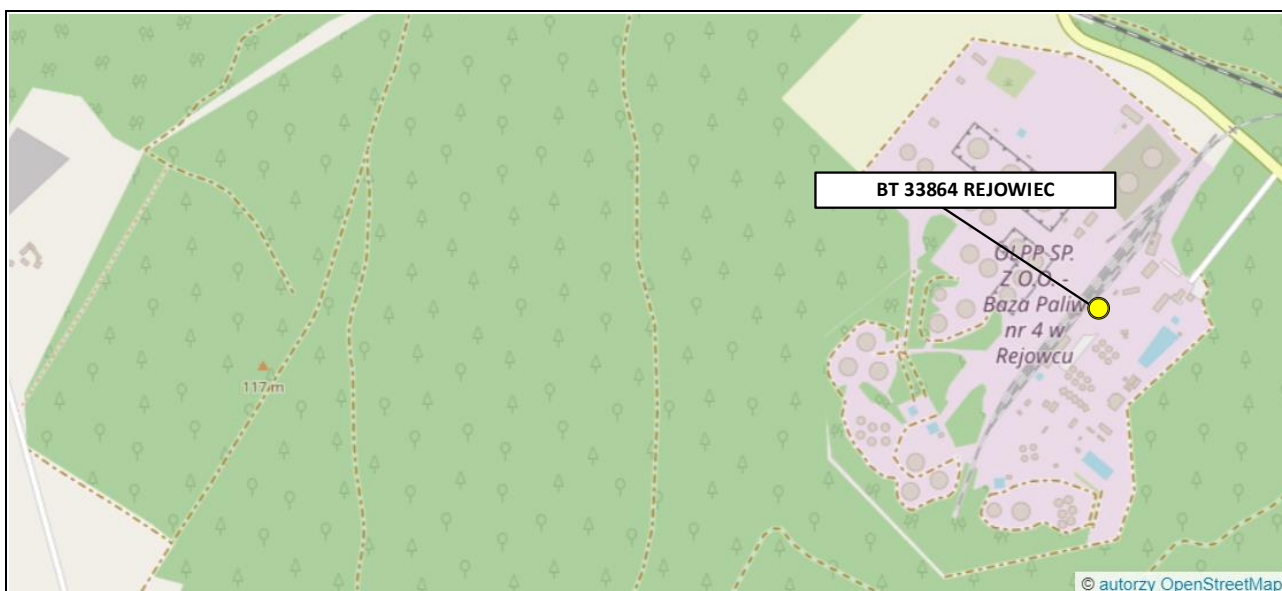 BT 33864 REJOWIEC
OLPP SP.
Z O.O. -
Baza Paliw
nr 4 w
Rejowcu
117 m
© autorzy OpenStreetMap